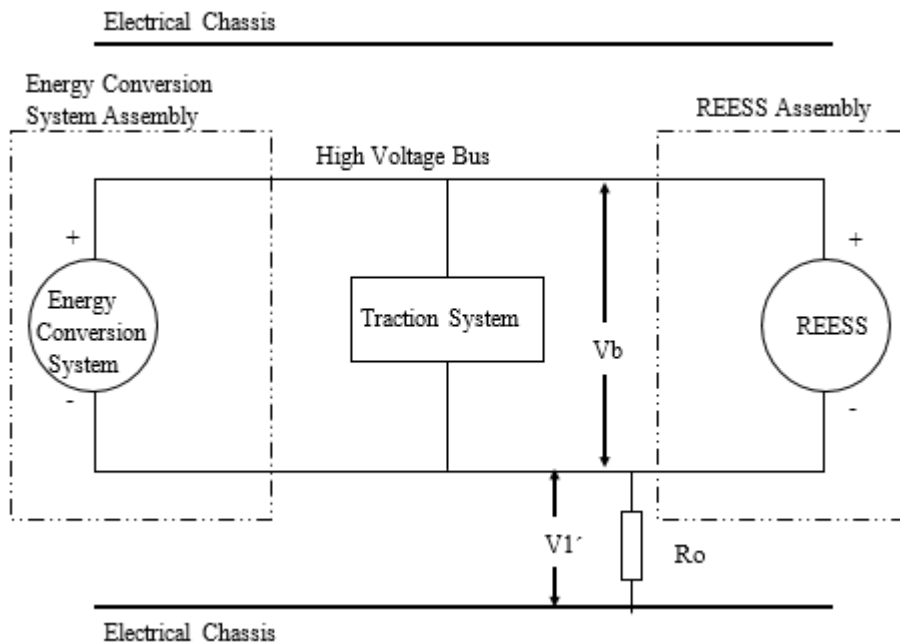 Electrical Chassis
Energy Conversion
System Assembly
REESS Assembly
High Voltage Bus
+
+
Energy
Conversion
System
Traction System
Vb
REESS
-
-
V1´
Ro
Electrical Chassis